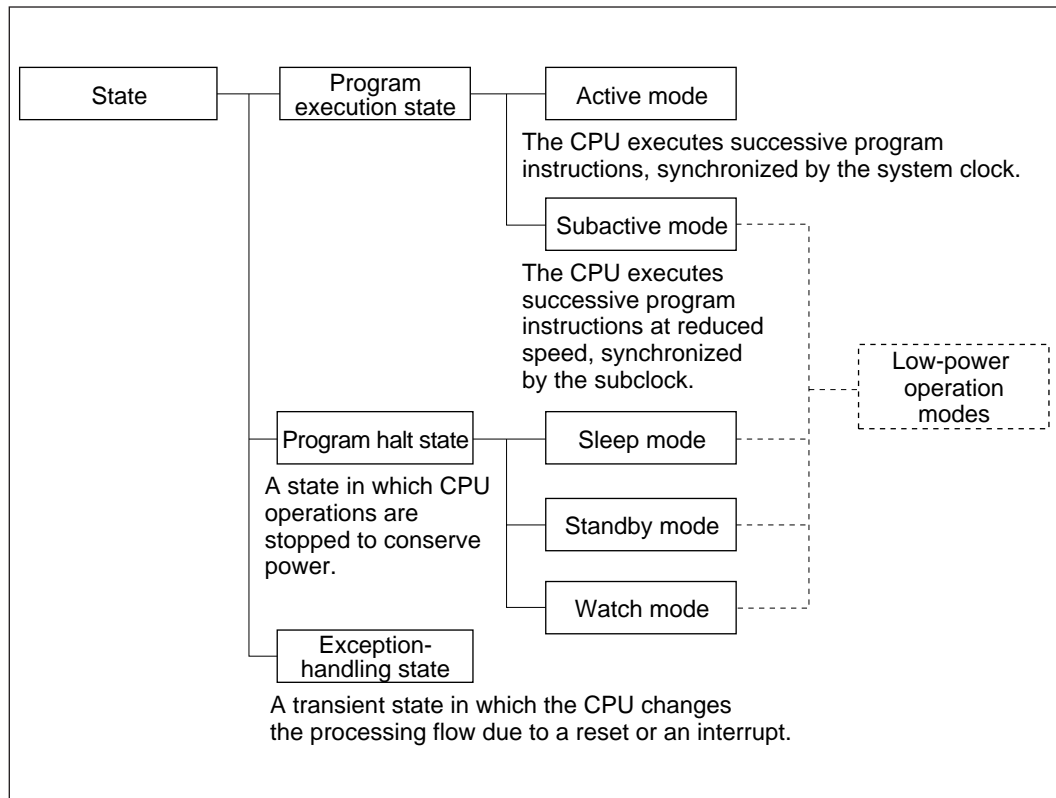 State
Program
execution state
Active mode
The CPU executes successive program
instructions, synchronized by the system clock.
Subactive mode
The CPU executes
successive program
instructions at reduced
speed, synchronized
by the subclock.
Low-power
operation
modes
Program halt state
A state in which CPU
operations are
stopped to conserve
power.
Sleep mode
Standby mode
Watch mode
Exception-
handling state
A transient state in which the CPU changes
the processing flow due to a reset or an interrupt.